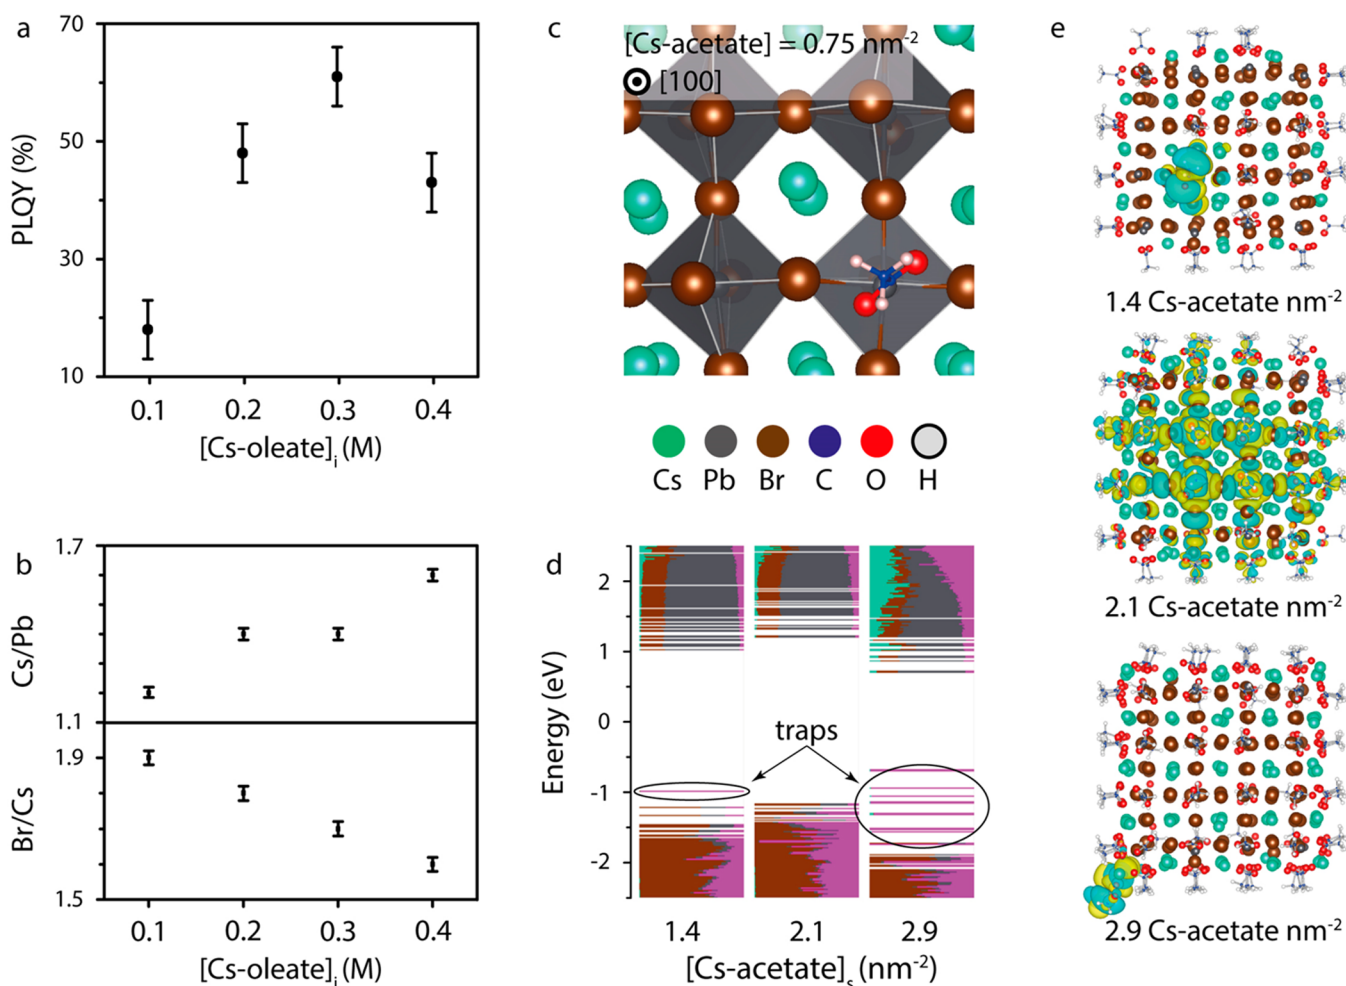 a
70
50
30
10
PLQY (%)
0.1 0.2 0.3 0.4
[Cs-oleate]i (M)
b
1.7
1.1
1.9
1.5
Cs/Pb
Br/Cs
0.1 0.2 0.3 0.4
[Cs-oleate]i (M)
c
[Cs-acetate] = 0.75 nm-2
[100]
Cs Pb Br C O H
d
2
1
0
-1
-2
Energy (eV)
traps
1.4 2.1 2.9
[Cs-acetate]s (nm-2)
e
1.4 Cs-acetate nm-2
2.1 Cs-acetate nm-2
2.9 Cs-acetate nm-2